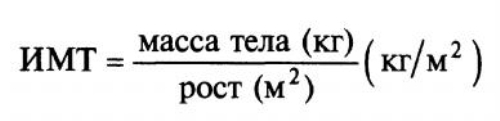 ИМТ = масса тела (кг) / рост (м²) (кг/м²)